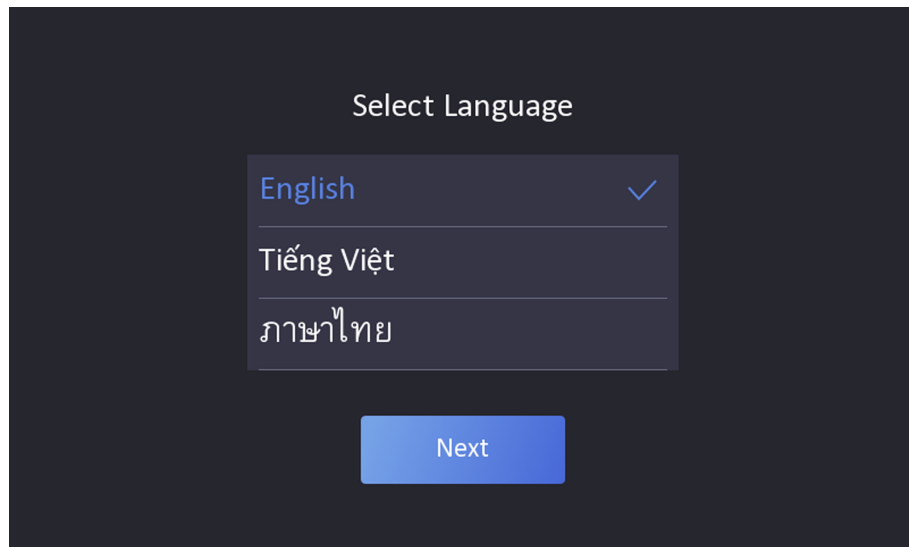 Select Language
English
Tiếng Việt
ภาษาไทย
Next